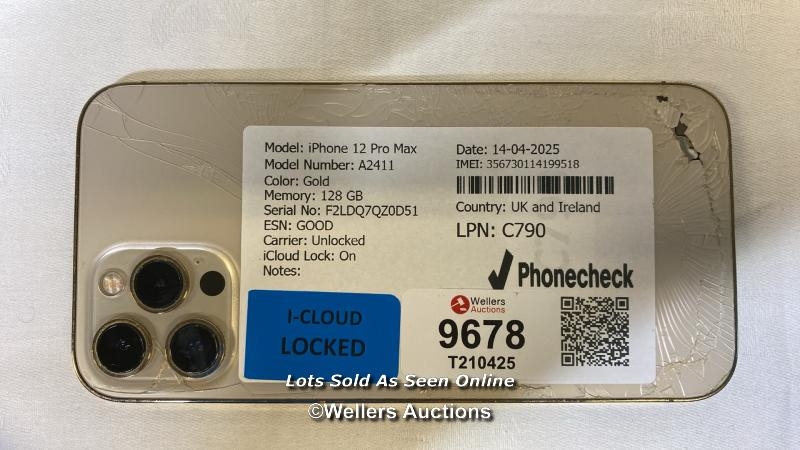 Model: iPhone 12 Pro Max
Model Number: A2411
Color: Gold
Memory: 128 GB
Serial No: F2LDQ7QZ0D51
ESN: GOOD
Carrier: Unlocked
iCloud Lock: On
Notes:
Date: 14-04-2025
IMEI: 356730114199518
Country: UK and Ireland
LPN: C790
Phonecheck
I-CLOUD
LOCKED
Wellers
Auctions
9678
T210425
Lots Sold As Seen Online
©Wellers Auctions